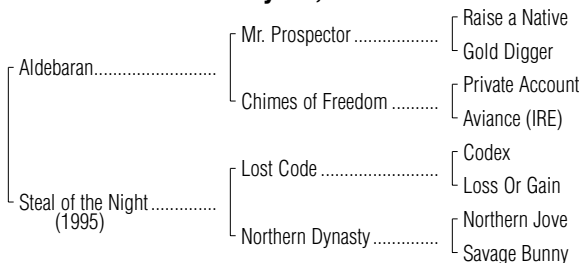 Raise a Native
Mr. Prospector ..................
Gold Digger
Aldebaran..........................
Private Account
Chimes of Freedom ..........
Aviance (IRE)
Codex
Lost Code .........................
Loss Or Gain
Steal of the Night ..............
(1995)
Northern Jove
Northern Dynasty..............
Savage Bunny